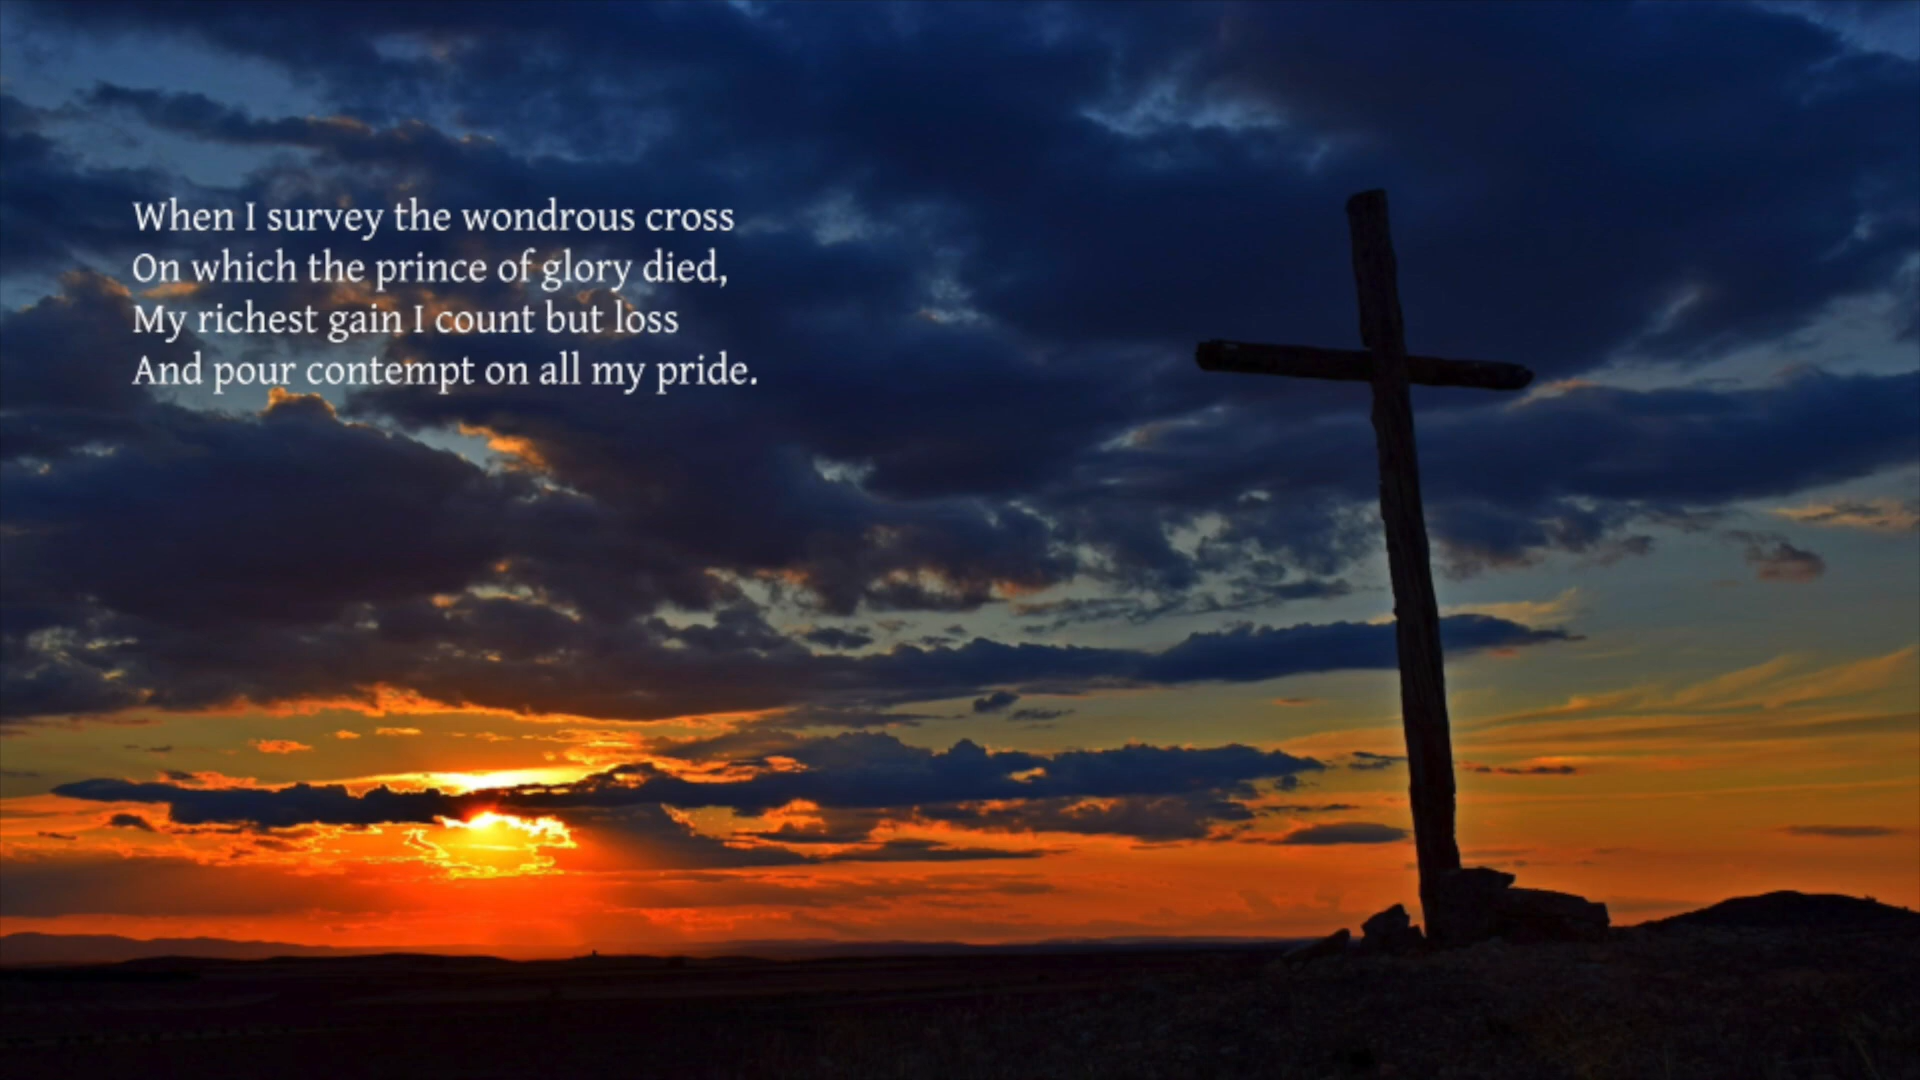 When I survey the wondrous cross
On which the prince of glory died,
My richest gain I count but loss
And pour contempt on all my pride.